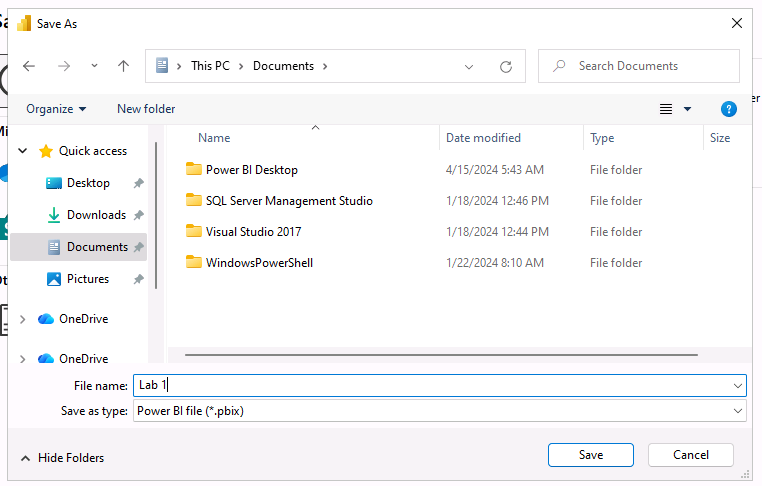 Save As
This PC > Documents >
Search Documents
Organize
New folder
Name
Date modified
Type
Size
Quick access
Desktop
Downloads
Documents
Pictures
OneDrive
OneDrive
Power BI Desktop 4/15/2024 5:43 AM File folder
SQL Server Management Studio 1/18/2024 12:46 PM File folder
Visual Studio 2017 1/18/2024 12:44 PM File folder
WindowsPowerShell 1/22/2024 8:10 AM File folder
File name: Lab 1
Save as type: Power BI file (*.pbix)
Hide Folders
Save
Cancel